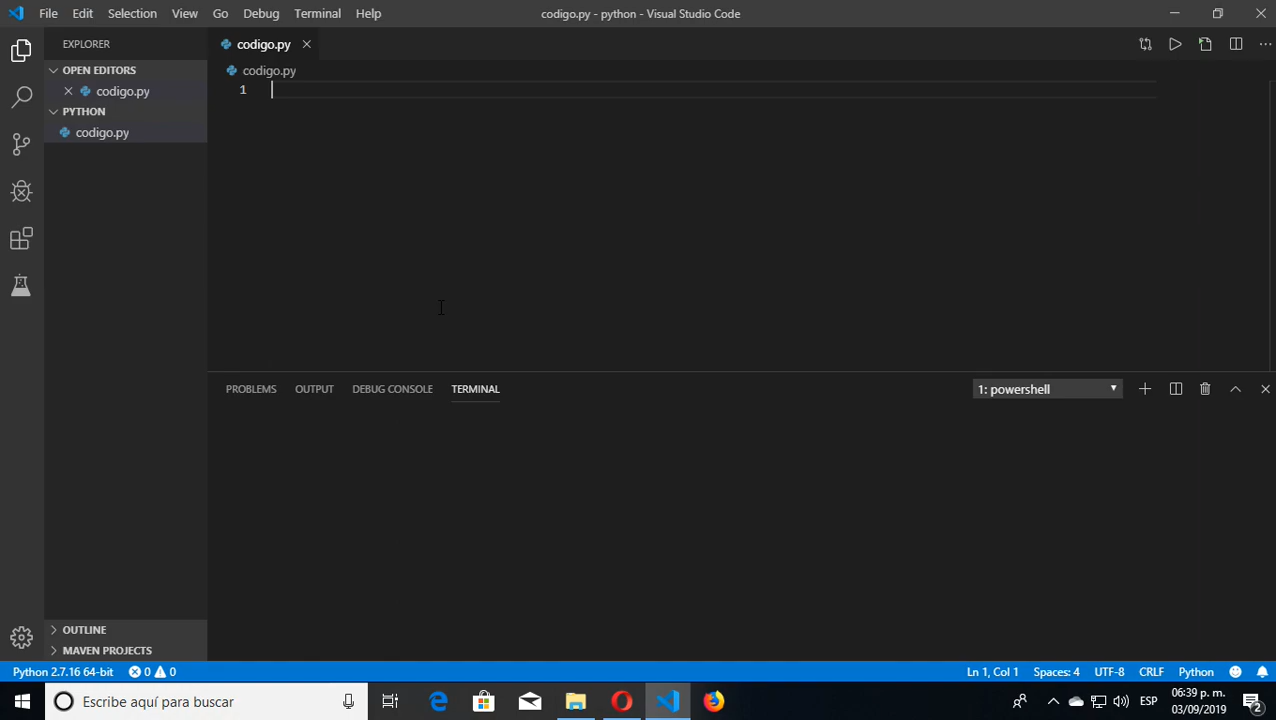 File Edit Selection View Go Debug Terminal Help
codigo.py - python - Visual Studio Code
EXPLORER
codigo.py
OPEN EDITORS
codigo.py
codigo.py
1
PYTHON
codigo.py
PROBLEMS OUTPUT DEBUG CONSOLE TERMINAL
1: powershell
OUTLINE
MAVEN PROJECTS
Python 2.7.16 64-bit 0 0
Ln 1, Col 1 Spaces: 4 UTF-8 CRLF Python
Escribe aquí para buscar
ESP
06:39 p. m.
03/09/2019
2